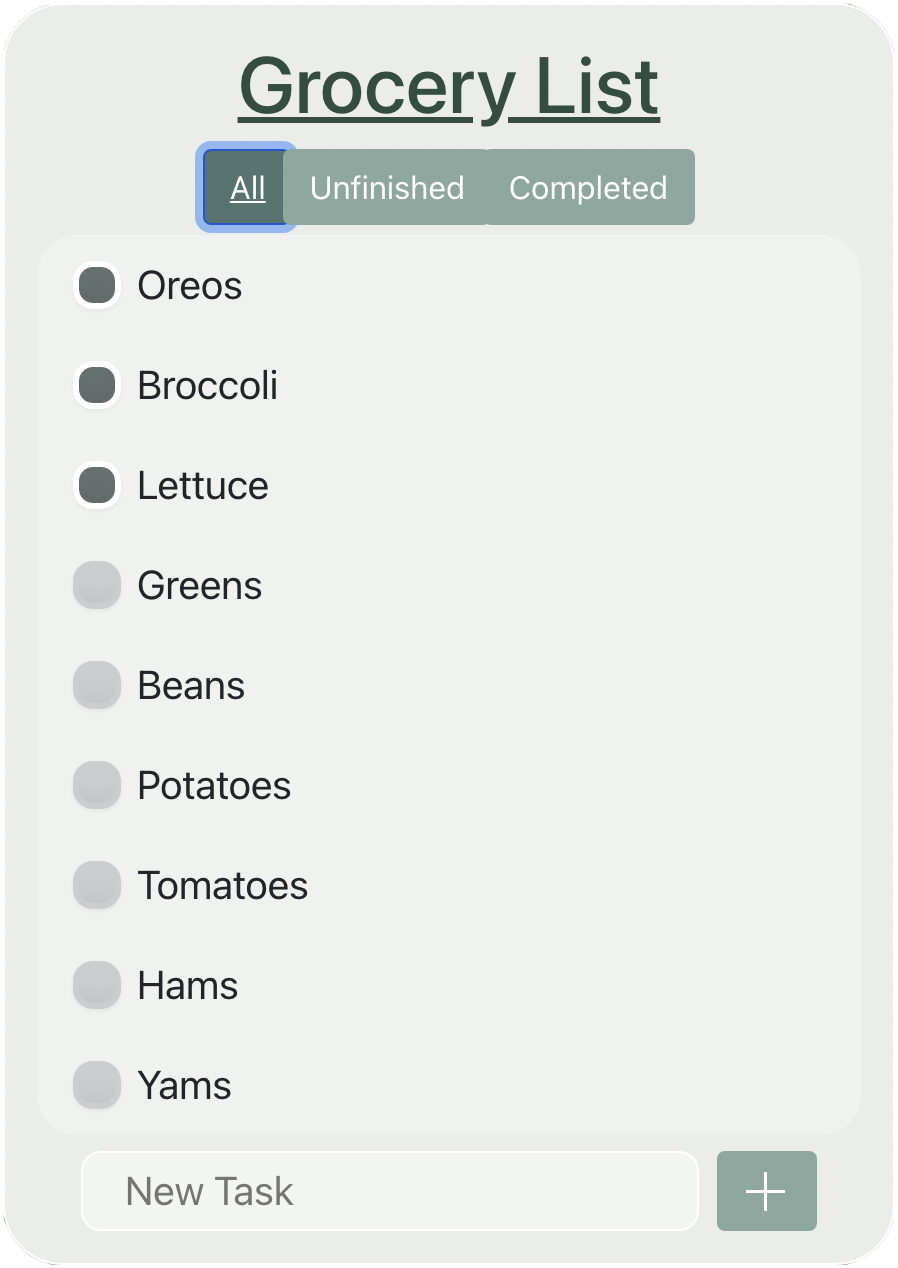 Grocery List
All Unfinished Completed
Oreos
Broccoli
Lettuce
Greens
Beans
Potatoes
Tomatoes
Hams
Yams
New Task